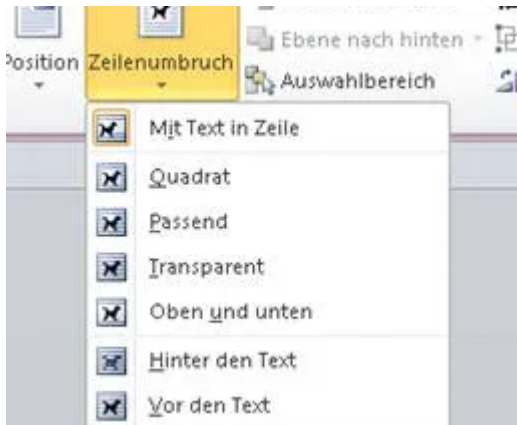 Position
Zeilenumbruch
Ebene nach hinten
Auswahlbereich
Mit Text in Zeile
Quadrat
Passend
Transparent
Oben und unten
Hinter den Text
Vor den Text